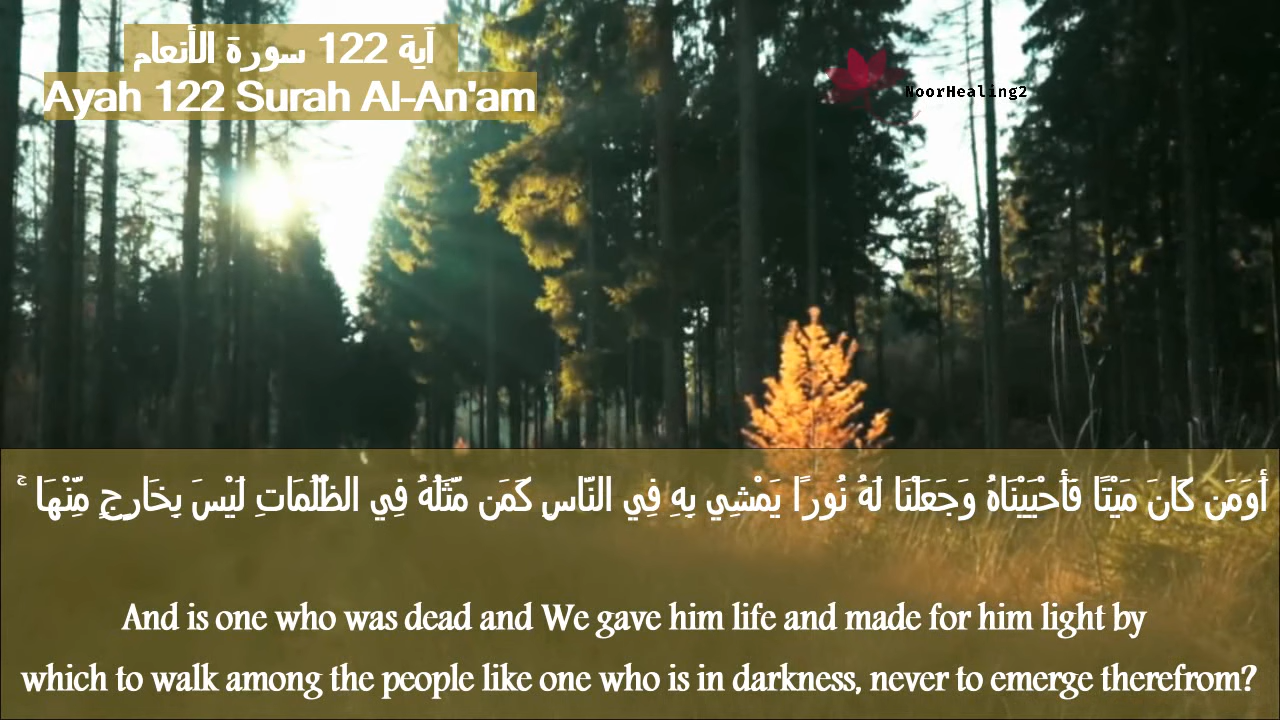 آية 122 سورة الأنعام
Ayah 122 Surah Al-An'am
NoorHealing2
أَوَمَن كَانَ مَيْتًا فَأَحْيَيْنَاهُ وَجَعَلْنَا لَهُ نُورًا يَمْشِي بِهِ فِي النَّاسِ كَمَن مَّثَلُهُ فِي الظُّلُمَاتِ لَيْسَ بِخَارِجٍ مِّنْهَا ۚ
And is one who was dead and We gave him life and made for him light by
which to walk among the people like one who is in darkness, never to emerge therefrom?